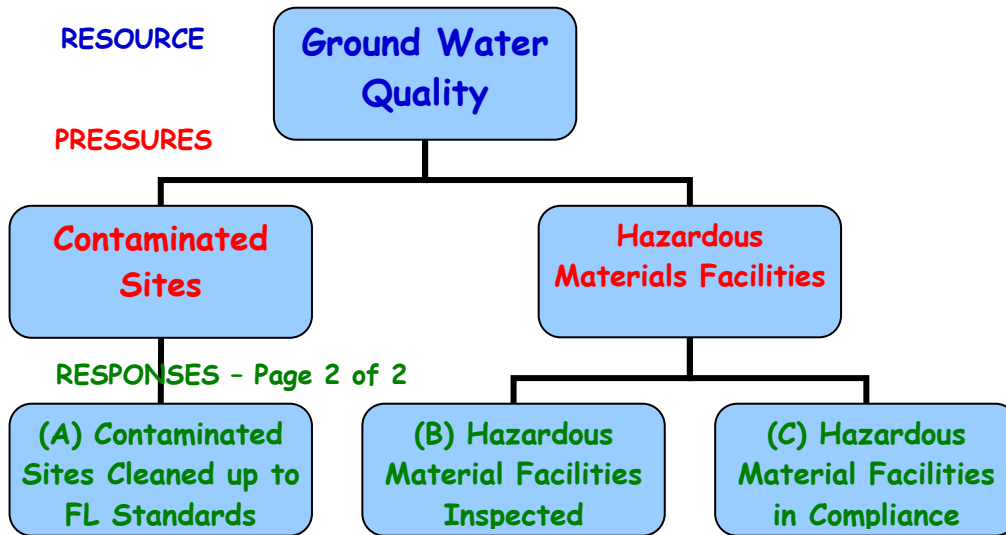 RESOURCE
Ground Water
Quality
PRESSURES
Contaminated
Sites
Hazardous
Materials Facilities
RESPONSES – Page 2 of 2
(A) Contaminated
Sites Cleaned up to
FL Standards
(B) Hazardous
Material Facilities
Inspected
(C) Hazardous
Material Facilities
in Compliance